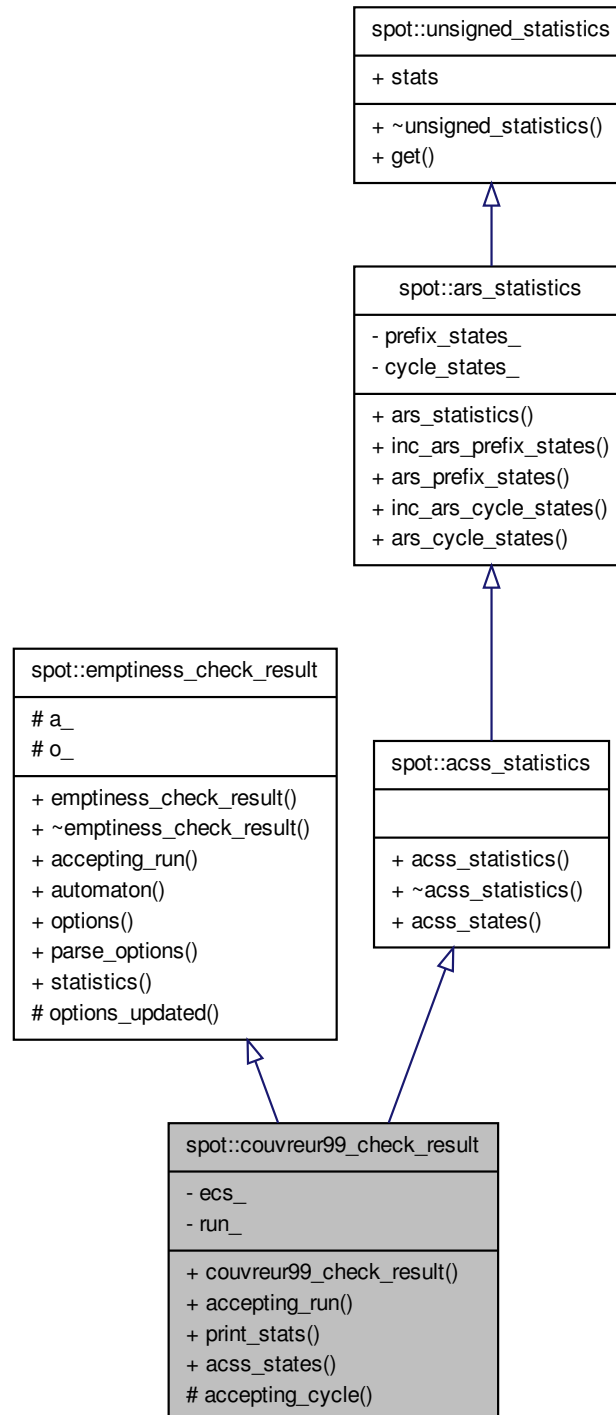 spot::unsigned_statistics
+ stats
+ ~unsigned_statistics()
+ get()
spot::ars_statistics
- prefix_states_
- cycle_states_
+ ars_statistics()
+ inc_ars_prefix_states()
+ ars_prefix_states()
+ inc_ars_cycle_states()
+ ars_cycle_states()
spot::emptiness_check_result
# a_
# o_
+ emptiness_check_result()
+ ~emptiness_check_result()
+ accepting_run()
+ automaton()
+ options()
+ parse_options()
+ statistics()
# options_updated()
spot::acss_statistics
+ acss_statistics()
+ ~acss_statistics()
+ acss_states()
spot::couvreur99_check_result
- ecs_
- run_
+ couvreur99_check_result()
+ accepting_run()
+ print_stats()
+ acss_states()
# accepting_cycle()